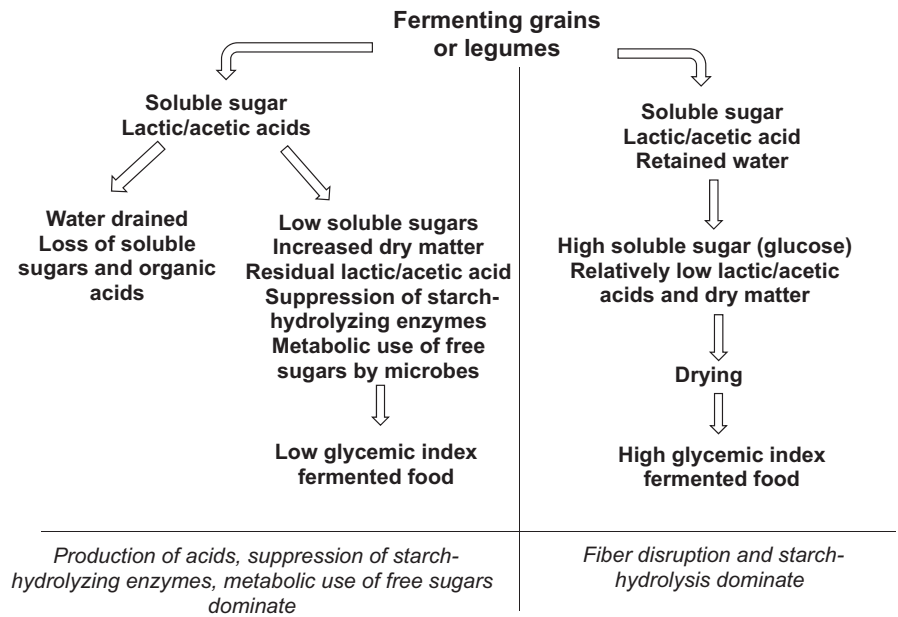 Fermenting grains
or legumes
Soluble sugar
Lactic/acetic acids
Water drained
Loss of soluble
sugars and organic
acids
Low soluble sugars
Increased dry matter
Residual lactic/acetic acid
Suppression of starch-
hydrolyzing enzymes
Metabolic use of free
sugars by microbes
Low glycemic index
fermented food
Soluble sugar
Lactic/acetic acid
Retained water
High soluble sugar (glucose)
Relatively low lactic/acetic
acids and dry matter
Drying
High glycemic index
fermented food
Production of acids, suppression of starch-
hydrolyzing enzymes, metabolic use of free sugars
dominate
Fiber disruption and starch-
hydrolysis dominate